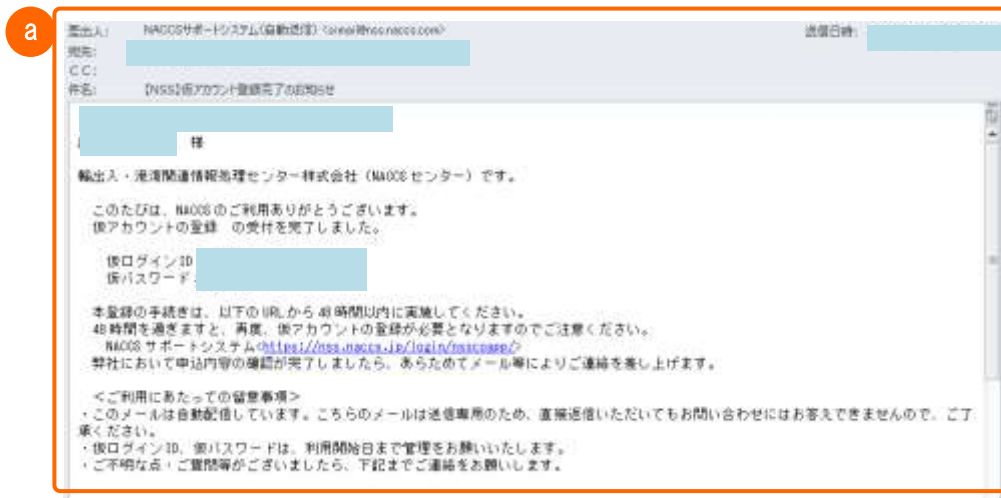 a
差出人: NACCSサポートシステム(自動送信)
送信日時:
宛先:
CC:
件名: 【NSS】仮アカウント登録完了のお知らせ
様
輸出入・港湾関連情報処理センター株式会社（NACCSセンター）です。
このたびは、NACCSのご利用ありがとうございます。
仮アカウントの登録　の受付を完了しました。
仮ログインID
仮パスワード:
本登録の手続きは、以下のURLから48時間以内に実施してください。
48時間を過ぎますと、再度、仮アカウントの登録が必要となりますのでご注意ください。
NACCSサポートシステム<https://nss.naccs.jp/login/nsscoapp/>
弊社において申込内容の確認が完了しましたら、あらためてメール等によりご連絡を差し上げます。
＜ご利用にあたっての留意事項＞
・このメールは自動配信しています。こちらのメールは送信専用のため、直接返信いただいてもお問い合わせにはお答えできませんので、ご了
承ください。
・仮ログインID、仮パスワードは、利用開始日まで管理をお願いいたします。
・ご不明な点・ご質問等がございましたら、下記までご連絡をお願いします。